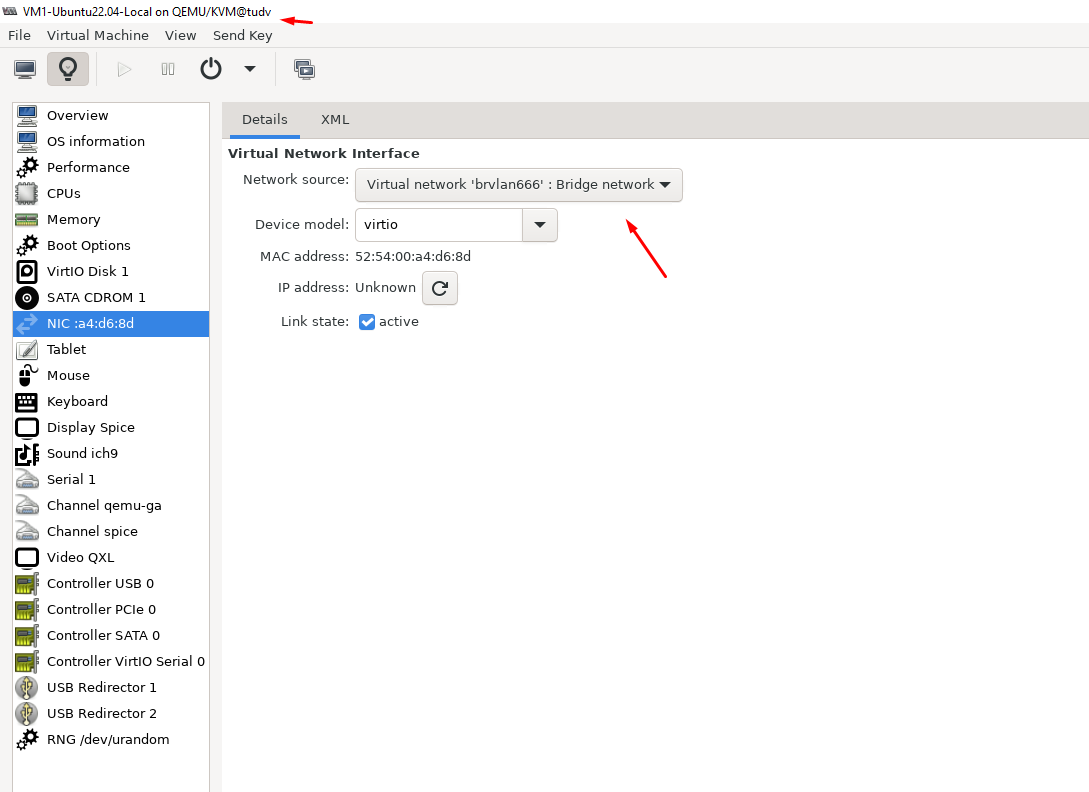 VM1-Ubuntu22.04-Local on QEMU/KVM@tudv
File Virtual Machine View Send Key
Overview
OS information
Performance
CPUs
Memory
Boot Options
VirtIO Disk 1
SATA CDROM 1
NIC :a4:d6:8d
Tablet
Mouse
Keyboard
Display Spice
Sound ich9
Serial 1
Channel qemu-ga
Channel spice
Video QXL
Controller USB 0
Controller PCIe 0
Controller SATA 0
Controller VirtIO Serial 0
USB Redirector 1
USB Redirector 2
RNG /dev/urandom
Details XML
Virtual Network Interface
Network source: Virtual network 'brvlan666' : Bridge network
Device model: virtio
MAC address: 52:54:00:a4:d6:8d
IP address: Unknown
Link state: active